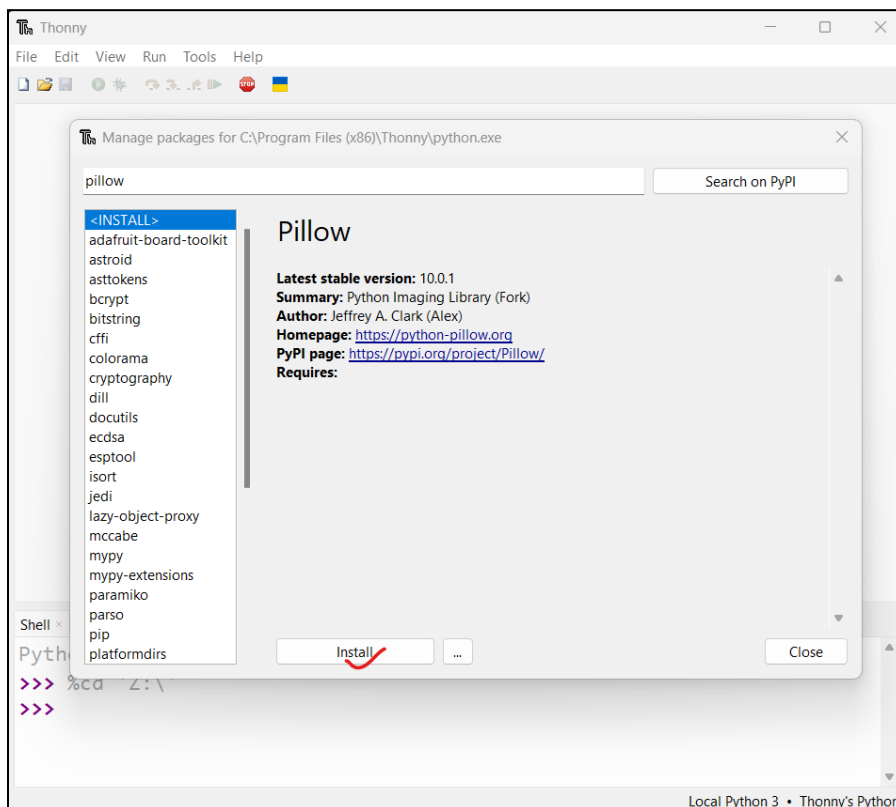 Thonny
File Edit View Run Tools Help
STOP
Manage packages for C:\Program Files (x86)\Thonny\python.exe
pillow
Search on PyPI
<INSTALL>
adafruit-board-toolkit
astroid
asttokens
bcrypt
bitstring
cffi
colorama
cryptography
dill
docutils
ecdsa
esptool
isort
jedi
lazy-object-proxy
mccabe
mypy
mypy-extensions
paramiko
parso
pip
platformdirs
Pillow
Latest stable version: 10.0.1
Summary: Python Imaging Library (Fork)
Author: Jeffrey A. Clark (Alex)
Homepage: https://python-pillow.org
PyPI page: https://pypi.org/project/Pillow/
Requires:
Install
...
Close
Shell
Pyth
>>> %cd 'Z:\'
>>>
Local Python 3 • Thonny's Python